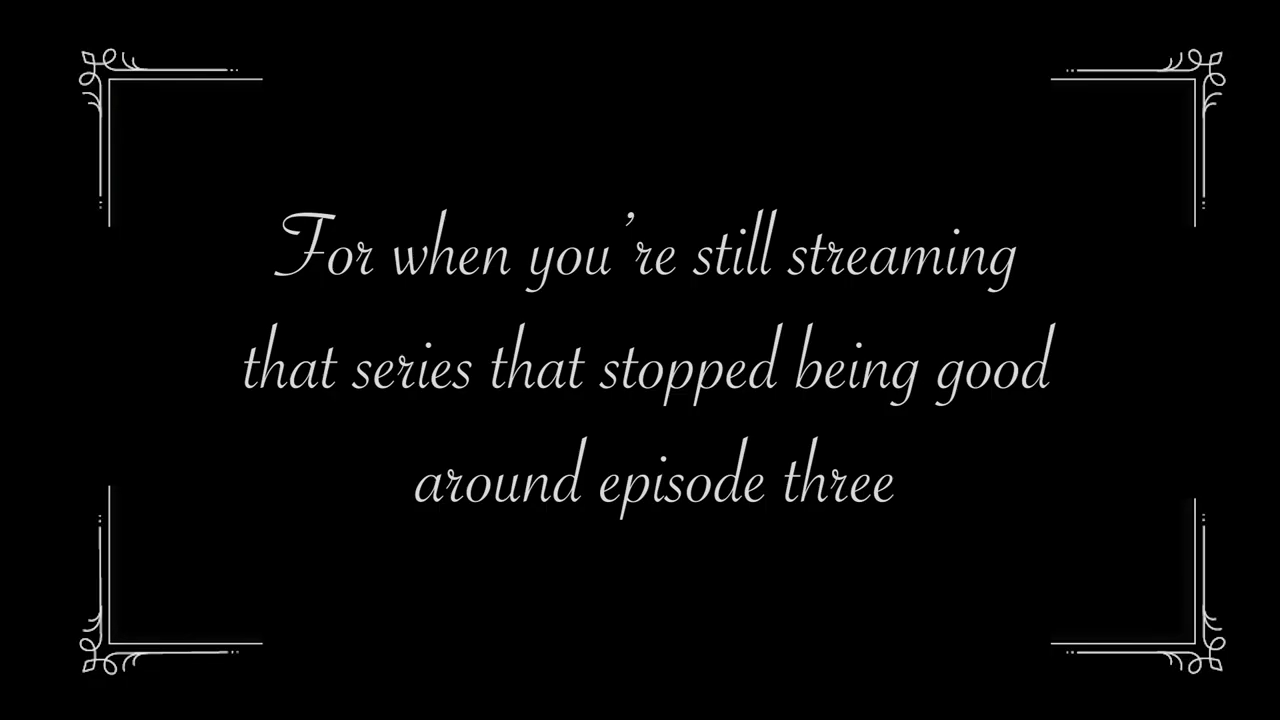 For when you’re still streaming
that series that stopped being good
around episode three